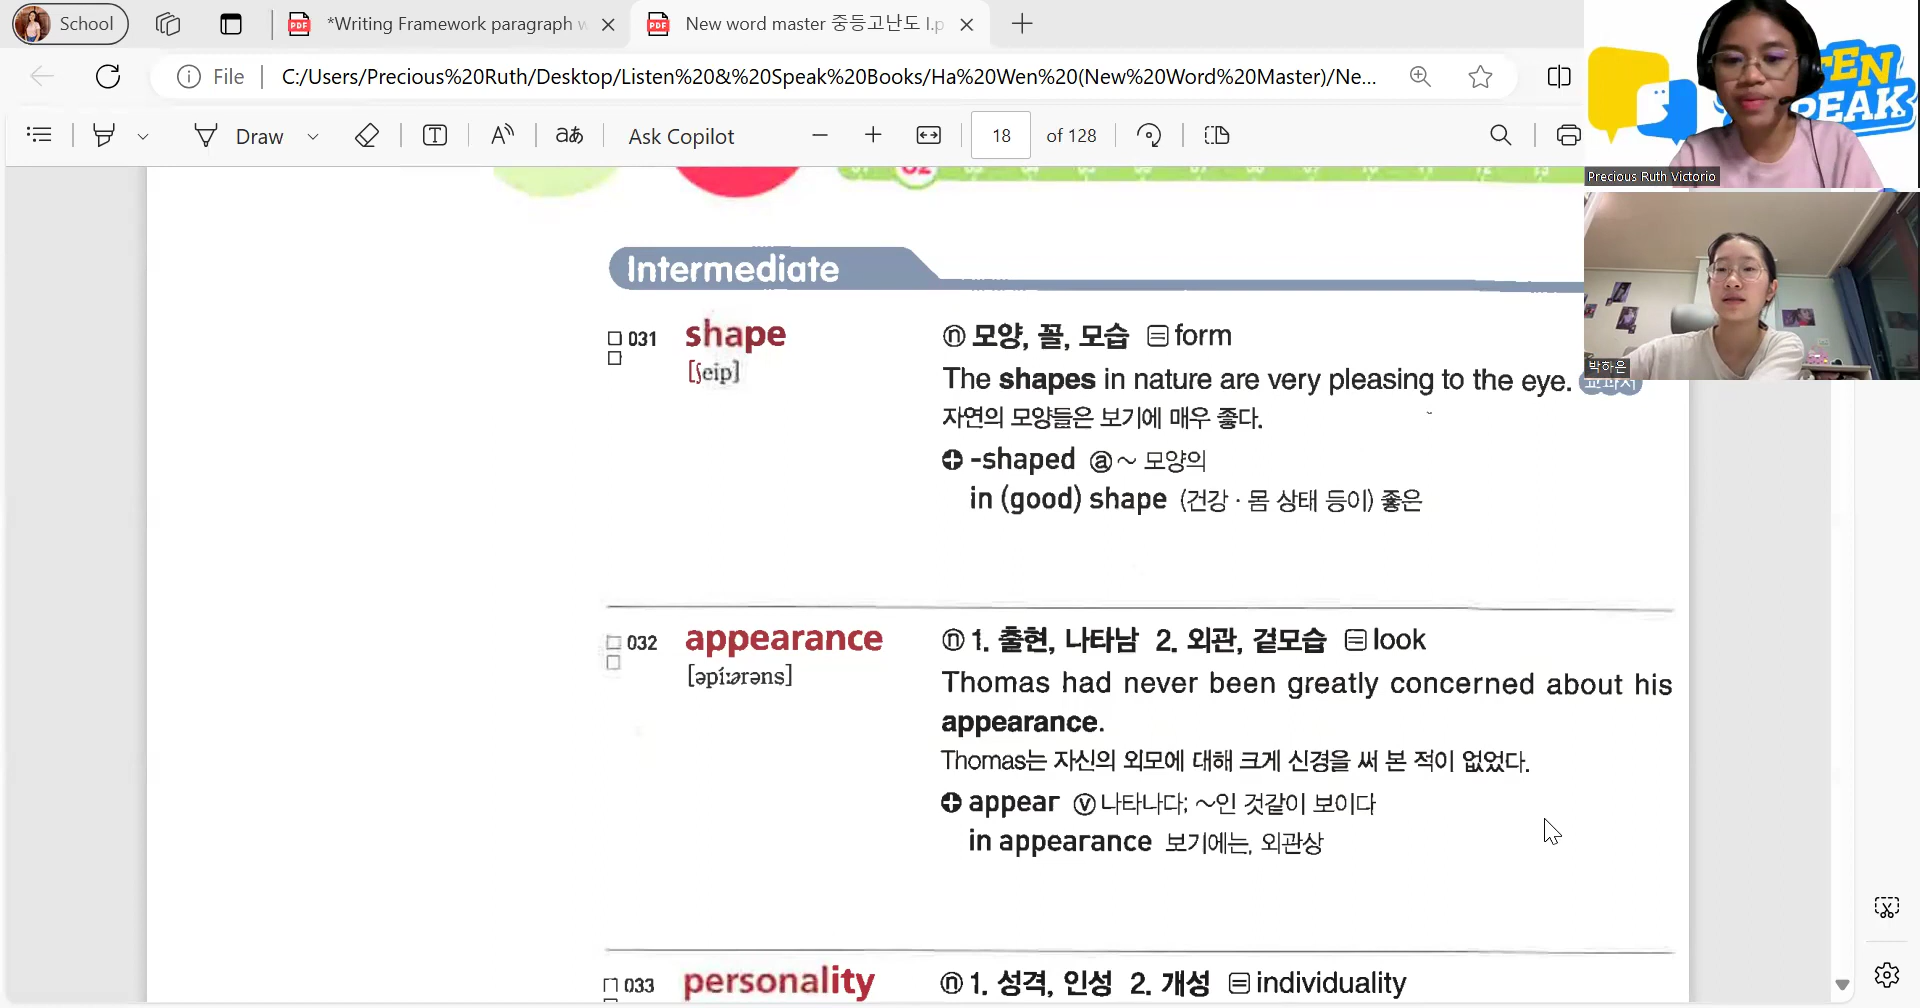 School
*Writing Framework paragraph w
New word master 중등고난도 I.p
File
C:/Users/Precious%20Ruth/Desktop/Listen%20&%20Speak%20Books/Ha%20Wen%20(New%20Word%20Master)/Ne...
Draw
Ask Copilot
18
of 128
EN
PEAK
Precious Ruth Victorio
박하은
02
Intermediate
031
shape
ⓝ 모양, 꼴, 모습 form
[ʃeip]
The shapes in nature are very pleasing to the eye. 교과서
자연의 모양들은 보기에 매우 좋다.
-shaped ⓐ ~ 모양의
in (good) shape (건강 · 몸 상태 등이) 좋은
032
appearance
ⓝ 1. 출현, 나타남 2. 외관, 겉모습 look
[əpíːərəns]
Thomas had never been greatly concerned about his
appearance.
Thomas는 자신의 외모에 대해 크게 신경을 써 본 적이 없었다.
appear ⓥ 나타나다; ~인 것같이 보이다
in appearance 보기에는, 외관상
033
personality
ⓝ 1. 성격, 인성 2. 개성 individuality